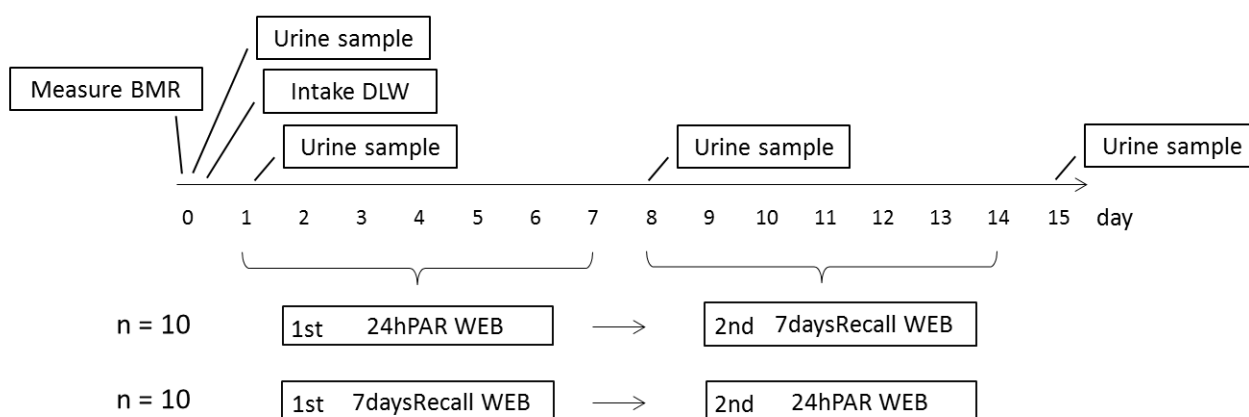 Urine sample
Measure BMR
Intake DLW
Urine sample
Urine sample
Urine sample
0 1 2 3 4 5 6 7 8 9 10 11 12 13 14 15 day
n = 10 1st 24hPAR WEB 2nd 7daysRecall WEB
n = 10 1st 7daysRecall WEB 2nd 24hPAR WEB